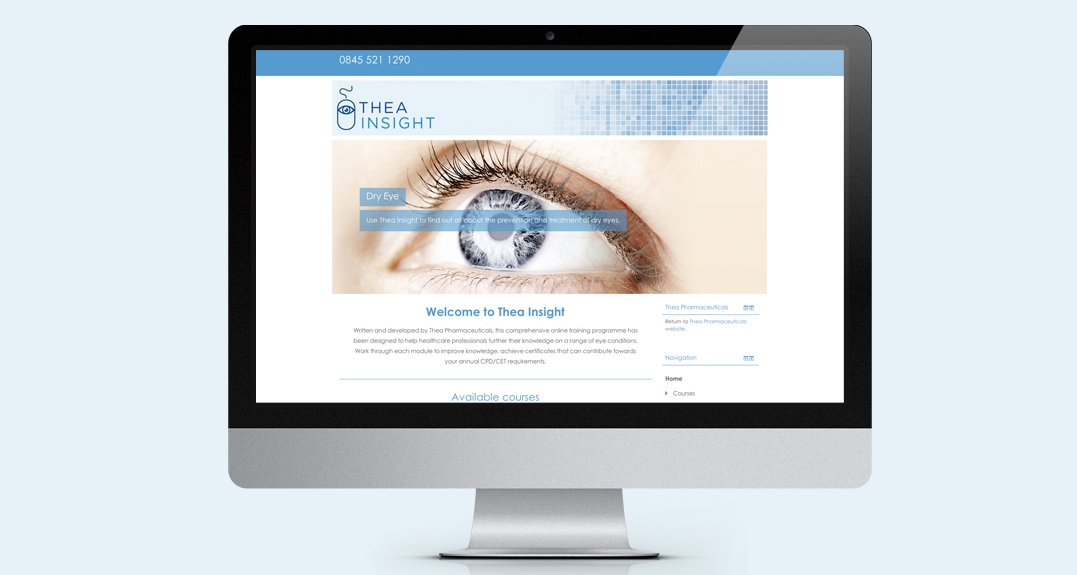 0845 521 1290
THEA
INSIGHT
Dry Eye
Use Thea Insight to find out all about the prevention and treatment of dry eyes.
Welcome to Thea Insight
Written and developed by Thea Pharmaceuticals, this comprehensive online training programme has
been designed to help healthcare professionals further their knowledge on a range of eye conditions.
Work through each module to improve knowledge, achieve certificates that can contribute towards
your annual CPD/CET requirements.
Available courses
Thea Pharmaceuticals
Return to Thea Pharmaceuticals
website.
Navigation
Home
Courses